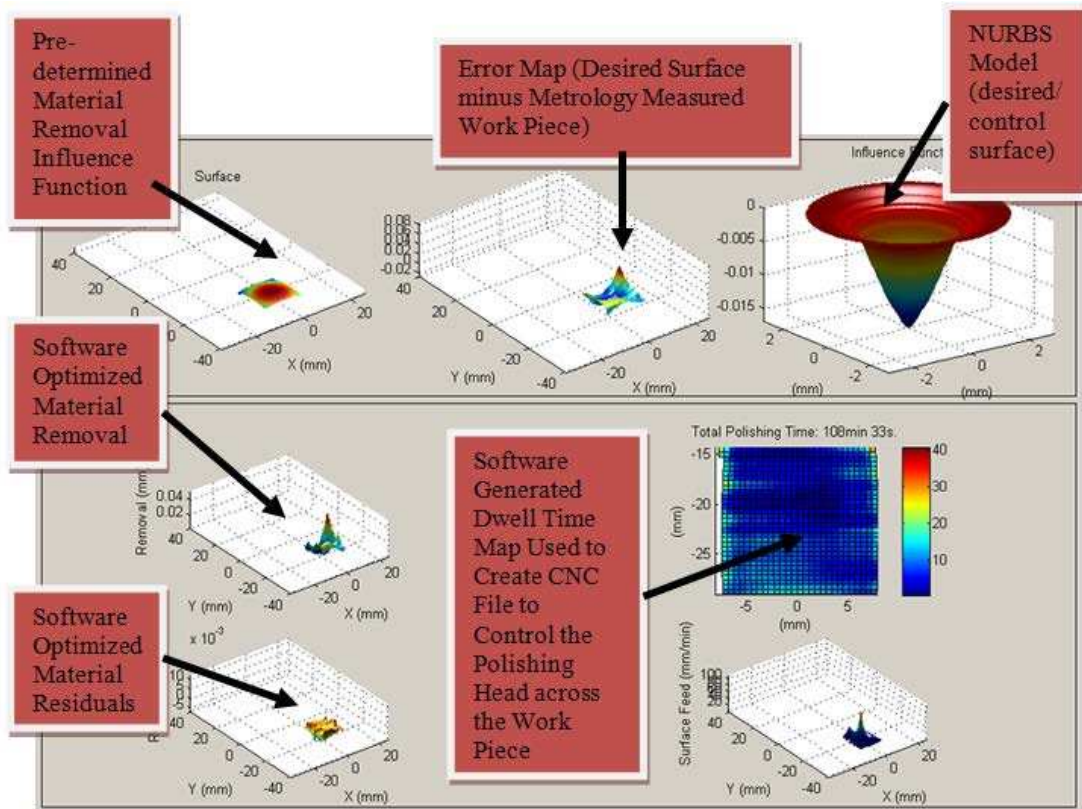 Pre-
determined
Material
Removal
Influence
Function
Error Map (Desired Surface
minus Metrology Measured
Work Piece)
NURBS
Model
(desired/
control
surface)
Surface
40
20
0
-20
-40
-20
0
20
X (mm)
0.08
0.06
0.04
0.02
0
-0.02
40
20
0
-20
-40
Y (mm)
-20
0
20
X (mm)
Influence
0
-0.005
-0.01
-0.015
2
0
-2
(mm)
-2
0
2
(mm)
Software
Optimized
Material
Removal
Removal
0.04
0.02
40
20
0
-20
-40
Y (mm)
-20
0
20
X (mm)
Software
Optimized
Material
Residuals
x 10-3
10
5
0
-5
40
20
0
-20
-40
Y (mm)
-20
0
20
X (mm)
Software
Generated
Dwell Time
Map Used to
Create CNC
File to
Control the
Polishing
Head across
the Work
Piece
Total Polishing Time: 108min 33s.
-15
-20
-25
(mm)
-5
0
5
(mm)
40
30
20
10
Surface Feed (mm/min)
100
20
40
20
0
-20
-40
Y (mm)
-20
0
20
X (mm)